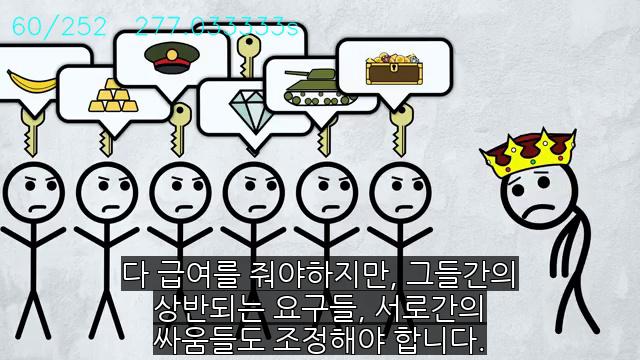 60/252 277.033333s
다 급여를 줘야하지만, 그들간의
상반되는 요구들, 서로간의
싸움들도 조정해야 합니다.